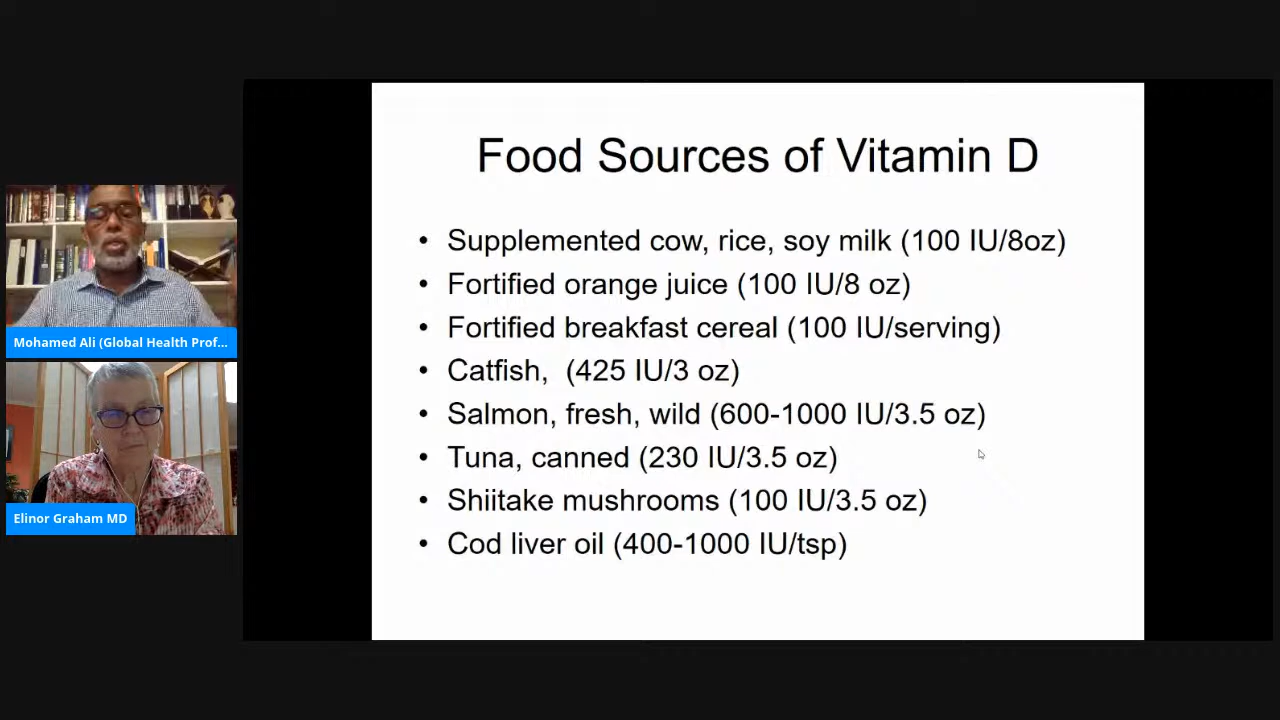 Food Sources of Vitamin D
• Supplemented cow, rice, soy milk (100 IU/8oz)
• Fortified orange juice (100 IU/8 oz)
• Fortified breakfast cereal (100 IU/serving)
• Catfish,  (425 IU/3 oz)
• Salmon, fresh, wild (600-1000 IU/3.5 oz)
• Tuna, canned (230 IU/3.5 oz)
• Shiitake mushrooms (100 IU/3.5 oz)
• Cod liver oil (400-1000 IU/tsp)
Mohamed Ali (Global Health Prof...
Elinor Graham MD